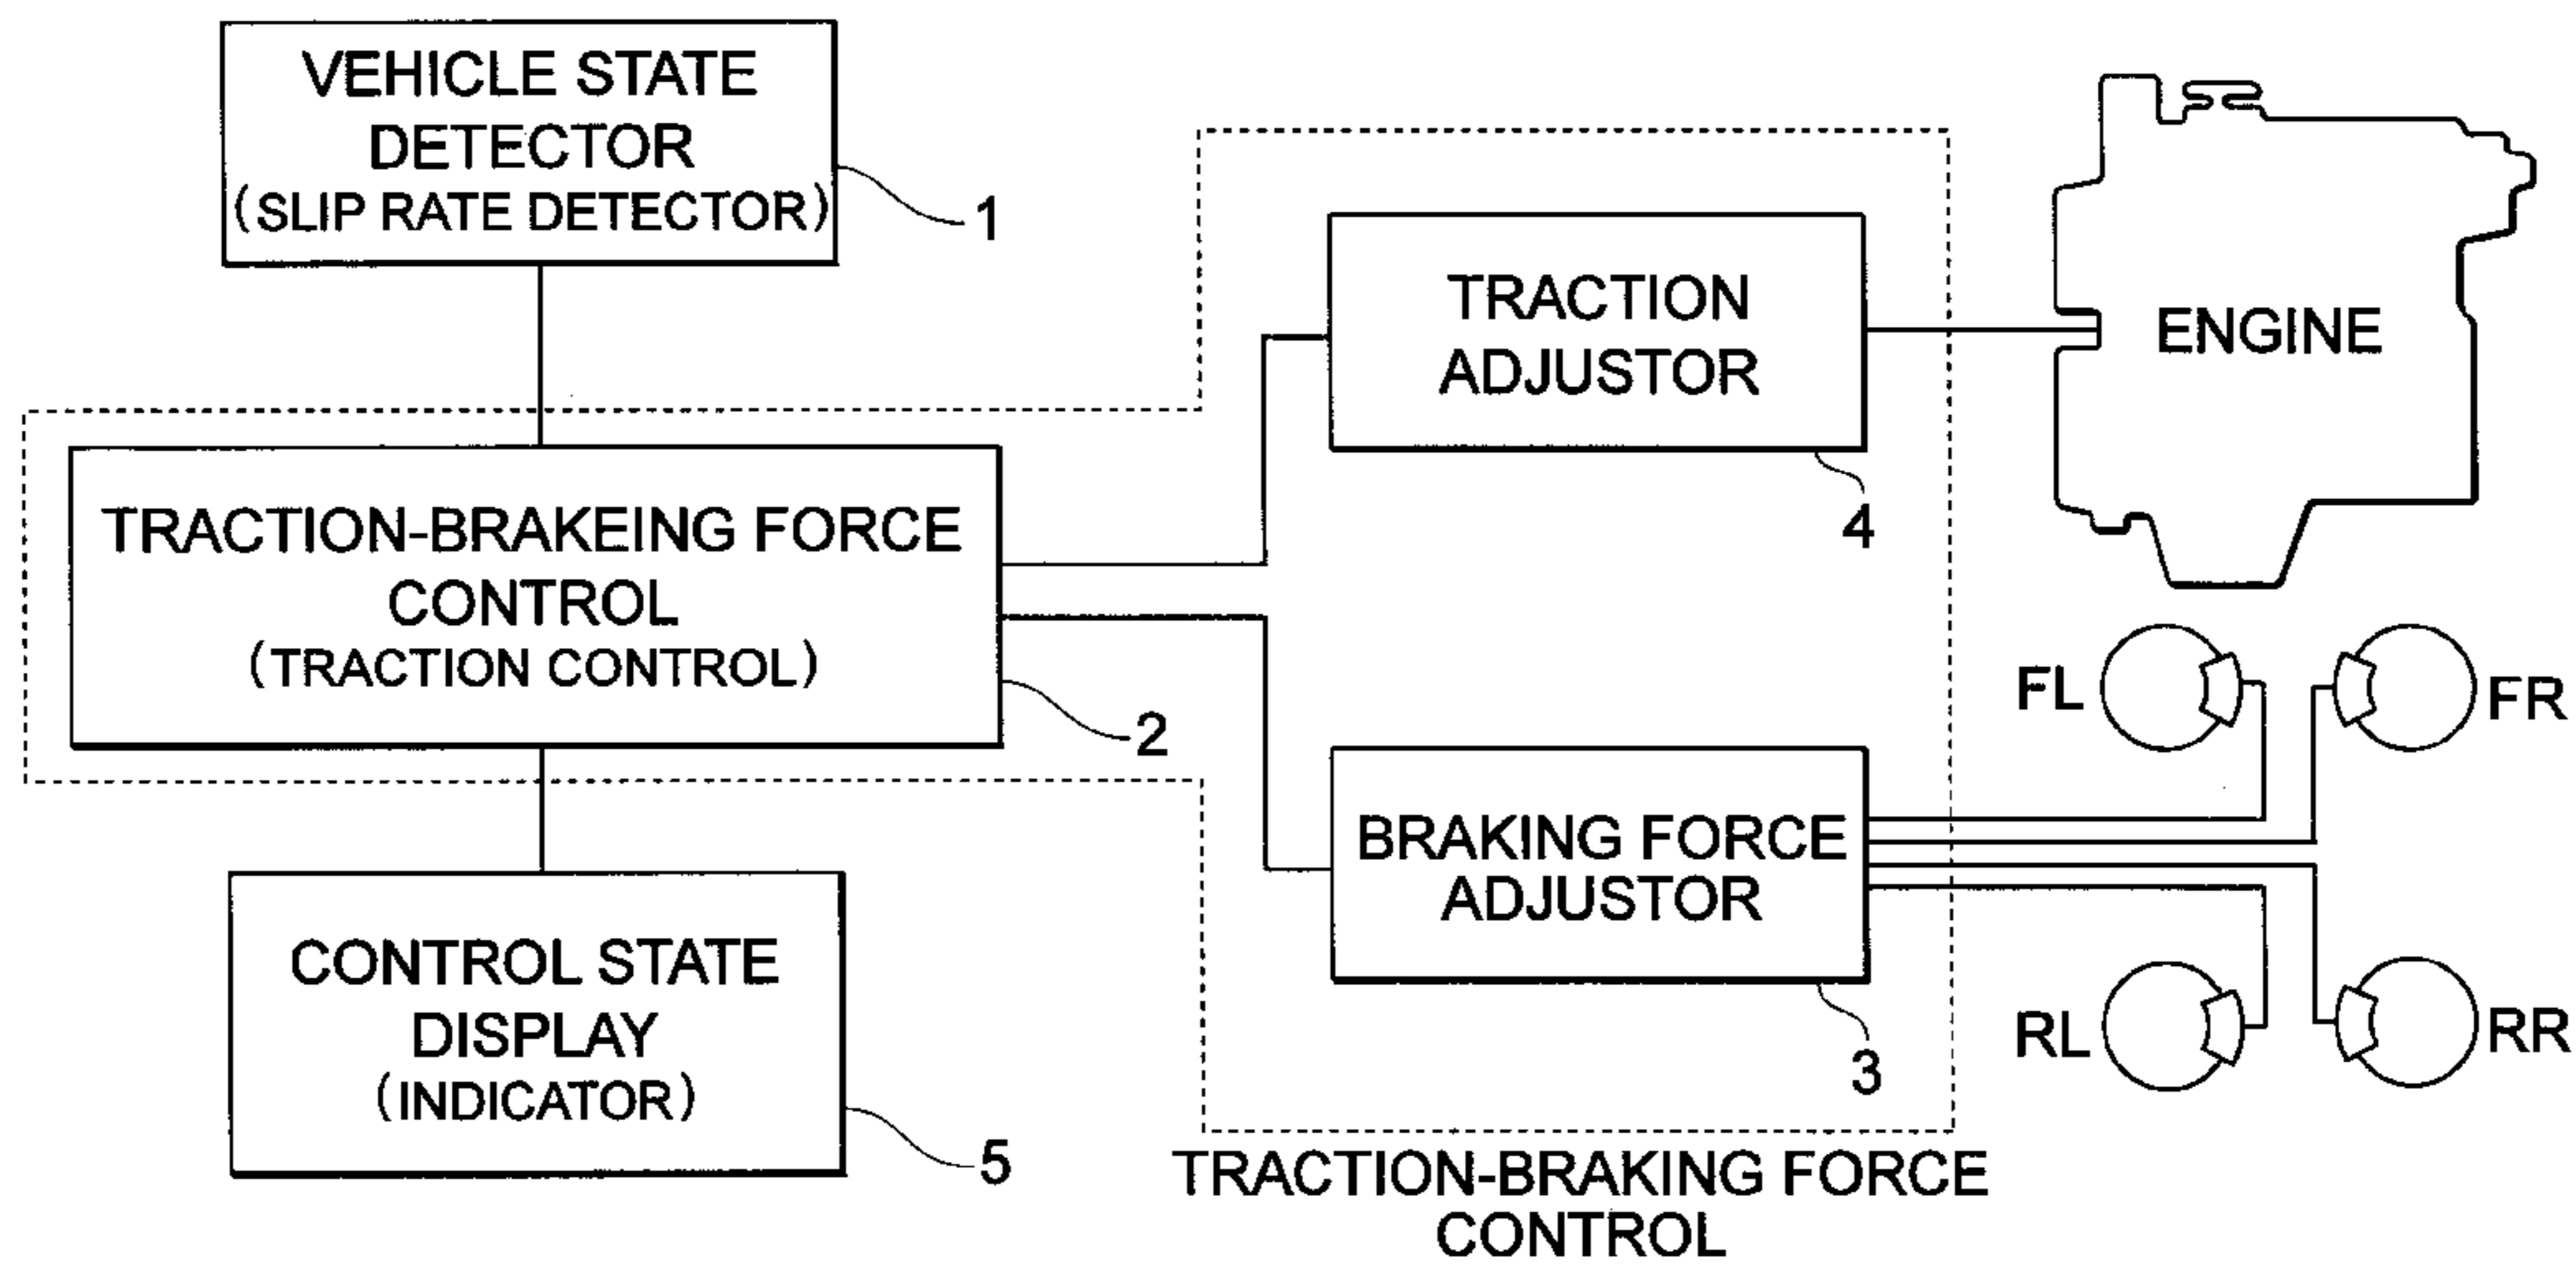 VEHICLE STATE
DETECTOR
(SLIP RATE DETECTOR)
1
TRACTION
ADJUSTOR
4
ENGINE
TRACTION-BRAKEING FORCE
CONTROL
(TRACTION CONTROL)
2
FL
FR
BRAKING FORCE
ADJUSTOR
3
RL
RR
CONTROL STATE
DISPLAY
(INDICATOR)
5
TRACTION-BRAKING FORCE
CONTROL